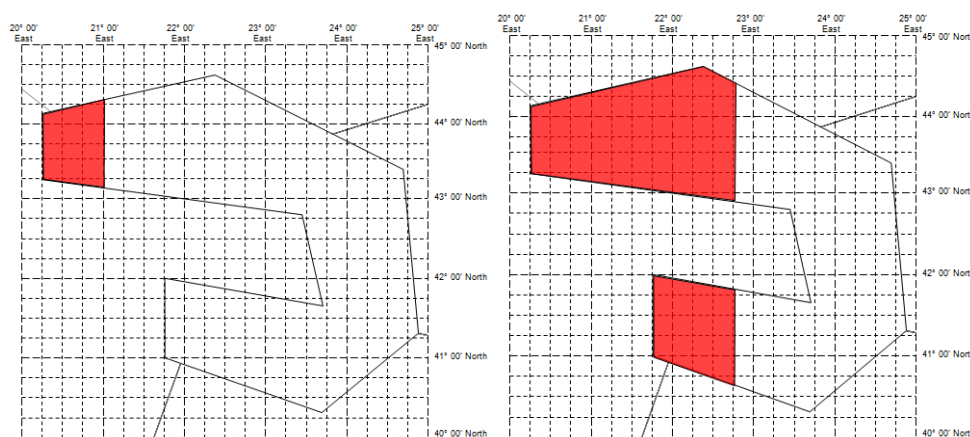 20° 00' 21° 00' 22° 00' 23° 00' 24° 00' 25° 00'
East East East East East East
45° 00' North
44° 00' North
43° 00' North
42° 00' North
41° 00' North
40° 00' North
20° 00' 21° 00' 22° 00' 23° 00' 24° 00' 25° 00'
East East East East East East
45° 00' North
44° 00' North
43° 00' North
42° 00' North
41° 00' North
40° 00' North